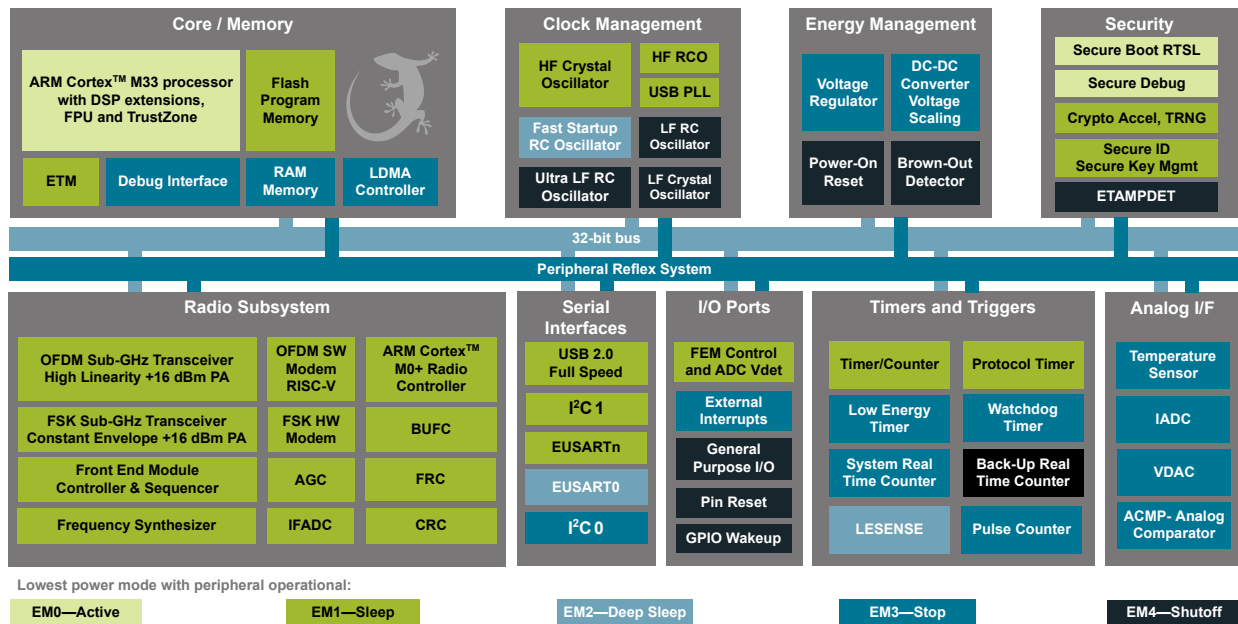 Core / Memory
ARM Cortex™ M33 processor
with DSP extensions,
FPU and TrustZone
Flash
Program
Memory
ETM
Debug Interface
RAM
Memory
LDMA
Controller
Clock Management
HF Crystal
Oscillator
HF RCO
USB PLL
Fast Startup
RC Oscillator
LF RC
Oscillator
Ultra LF RC
Oscillator
LF Crystal
Oscillator
Energy Management
Voltage
Regulator
DC-DC
Converter
Voltage
Scaling
Power-On
Reset
Brown-Out
Detector
Security
Secure Boot RTSL
Secure Debug
Crypto Accel, TRNG
Secure ID
Secure Key Mgmt
ETAMPDET
32-bit bus
Peripheral Reflex System
Radio Subsystem
OFDM Sub-GHz Transceiver
High Linearity +16 dBm PA
OFDM SW
Modem
RISC-V
ARM Cortex™
M0+ Radio
Controller
FSK Sub-GHz Transceiver
Constant Envelope +16 dBm PA
FSK HW
Modem
BUFC
Front End Module
Controller & Sequencer
AGC
FRC
Frequency Synthesizer
IFADC
CRC
Serial
Interfaces
USB 2.0
Full Speed
I²C 1
EUSARTn
EUSART0
I²C 0
I/O Ports
FEM Control
and ADC Vdet
External
Interrupts
General
Purpose I/O
Pin Reset
GPIO Wakeup
Timers and Triggers
Timer/Counter
Protocol Timer
Low Energy
Timer
Watchdog
Timer
System Real
Time Counter
Back-Up Real
Time Counter
LESENSE
Pulse Counter
Analog I/F
Temperature
Sensor
IADC
VDAC
ACMP- Analog
Comparator
Lowest power mode with peripheral operational:
EM0—Active
EM1—Sleep
EM2—Deep Sleep
EM3—Stop
EM4—Shutoff